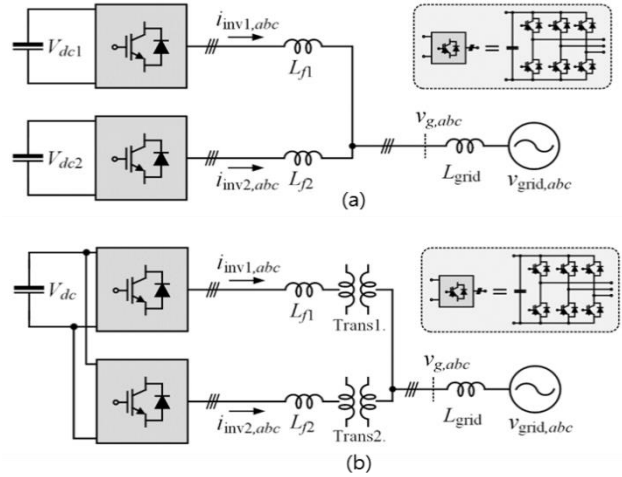 V_dc1
i_inv1,abc
L_f1
=
v_g,abc
V_dc2
i_inv2,abc
L_f2
L_grid
v_grid,abc
(a)
V_dc
i_inv1,abc
L_f1
Trans1.
=
v_g,abc
i_inv2,abc
L_f2
Trans2.
L_grid
v_grid,abc
(b)